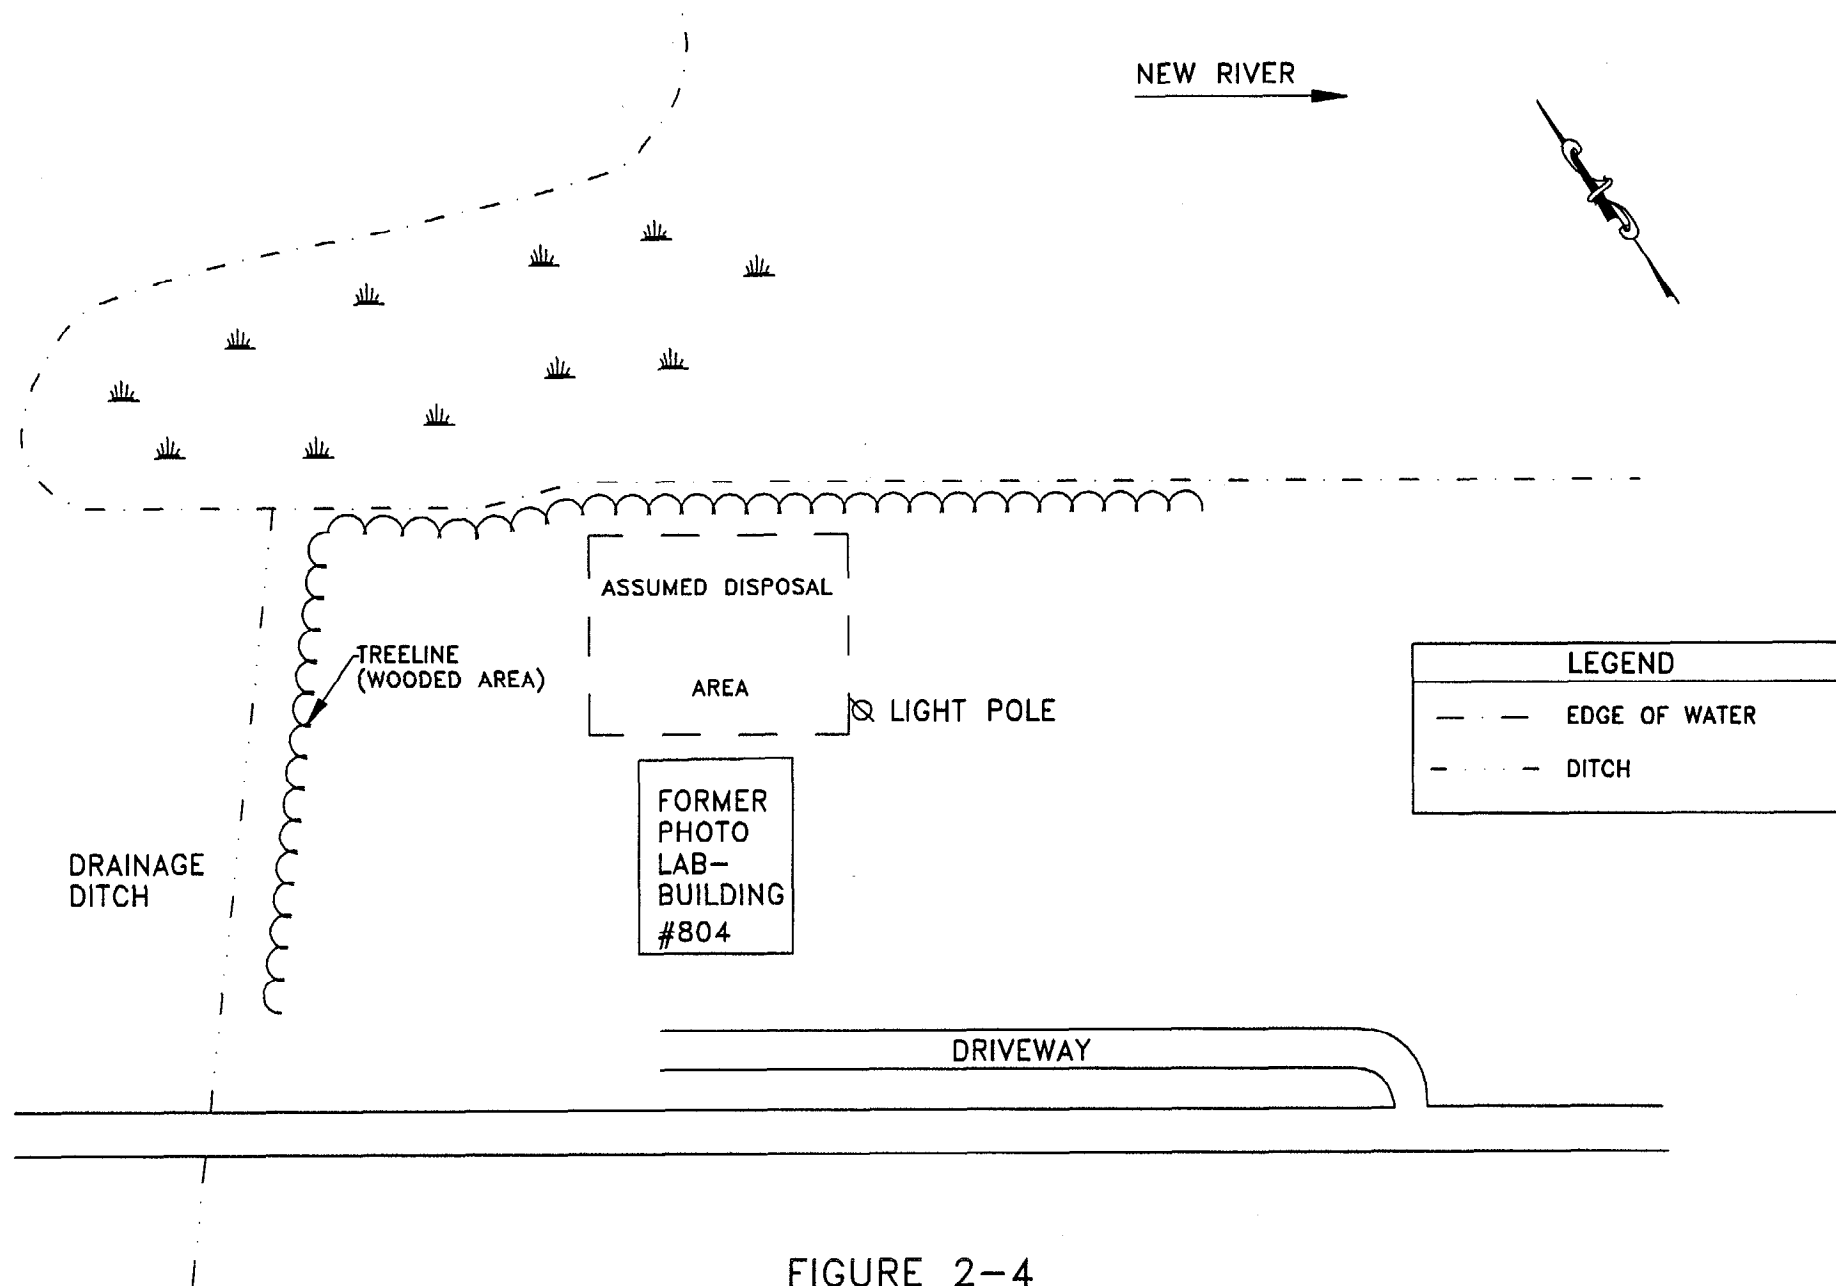 NEW RIVER
ASSUMED DISPOSAL
AREA
TREELINE
(WOODED AREA)
LIGHT POLE
LEGEND
EDGE OF WATER
DITCH
FORMER
PHOTO
LAB-
BUILDING
#804
DRAINAGE
DITCH
DRIVEWAY
FIGURE 2-4